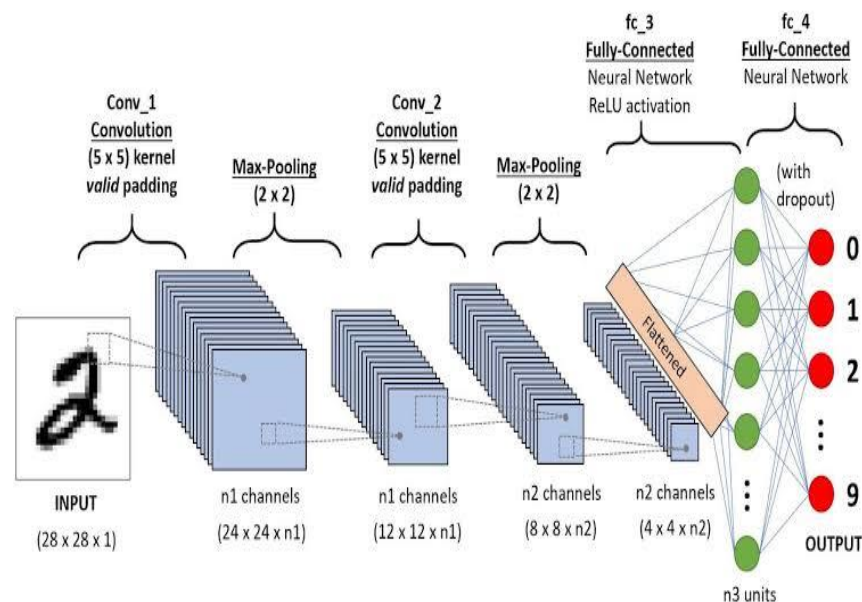 fc_3
Fully-Connected
Neural Network
ReLU activation
fc_4
Fully-Connected
Neural Network
Conv_1
Convolution
(5 x 5) kernel
valid padding
Max-Pooling
(2 x 2)
Conv_2
Convolution
(5 x 5) kernel
valid padding
Max-Pooling
(2 x 2)
(with
dropout)
Flattened
0
1
2
9
INPUT
(28 x 28 x 1)
n1 channels
(24 x 24 x n1)
n1 channels
(12 x 12 x n1)
n2 channels
(8 x 8 x n2)
n2 channels
(4 x 4 x n2)
n3 units
OUTPUT
2